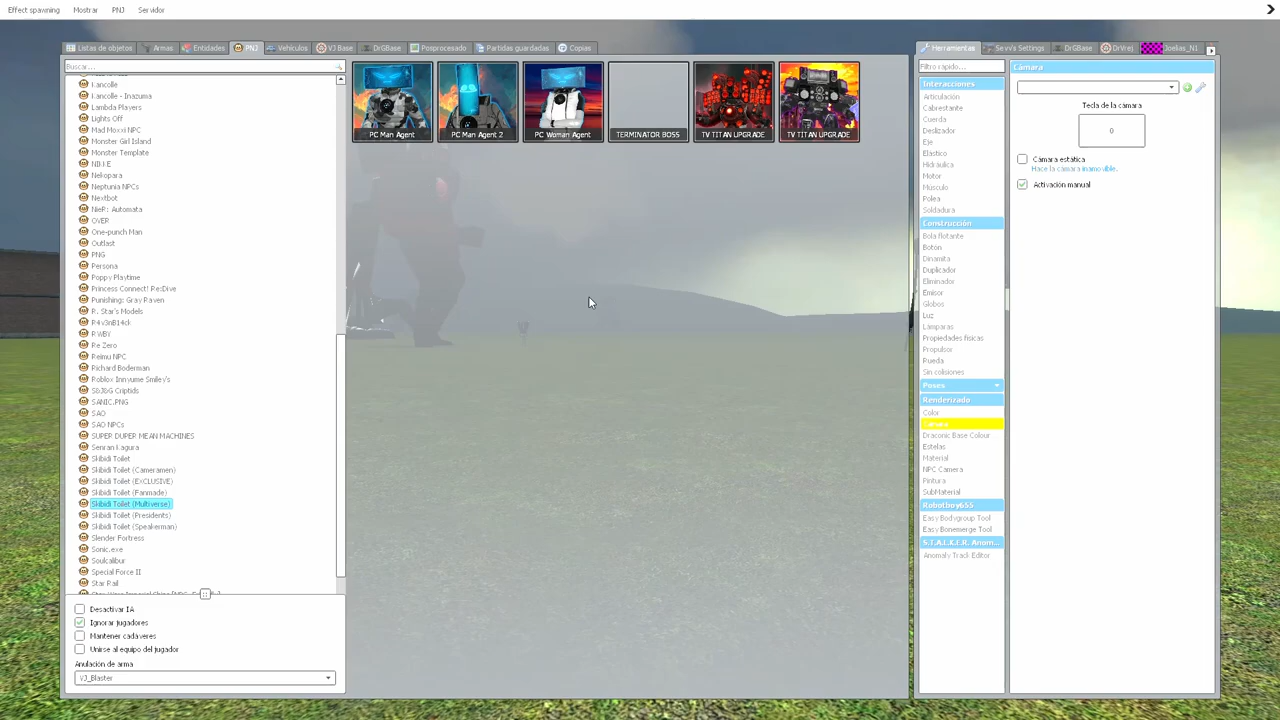 Effect spawning Mostrar PNJ Servidor
Listas de objetos Armas Entidades PNJ Vehículos VJ Base DrGBase Posprocesado Partidas guardadas Copias
Buscar...
Kancolle
Kancolle - Inazuma
Lambda Players
Lights Off
Mad Moxxi NPC
Monster Girl Island
Monster Template
NIKKE
Nekopara
Neptunia NPCs
Nextbot
NieR: Automata
OVER
One-punch Man
Outlast
PNG
Persona
Poppy Playtime
Princess Connect! Re:Dive
Punishing: Gray Raven
R. Star's Models
R4v3nB14ck
RWBY
Re Zero
Reimu NPC
Richard Boderman
Roblox Innyume Smiley's
S&J&G Criptids
SANIC.PNG
SAO
SAO NPCs
SUPER DUPER MEAN MACHINES
Senran Kagura
Skibidi Toilet
Skibidi Toilet (Cameramen)
Skibidi Toilet (EXCLUSIVE)
Skibidi Toilet (Fanmade)
Skibidi Toilet (Multiverse)
Skibidi Toilet (Presidents)
Skibidi Toilet (Speakerman)
Slender Fortress
Sonic.exe
Soulcalibur
Special Force II
Star Rail
Desactivar IA
Ignorar jugadores
Mantener cadáveres
Unirse al equipo del jugador
Anulación de arma
VJ_Blaster
PC Man Agent
PC Man Agent 2
PC Woman Agent
TERMINATOR BOSS
TV TITAN UPGRADE
TV TITAN UPGRADE
Herramientas Sevv's Settings DrGBase DrVrej Joelias_N1
Filtro rápido...
Interacciones
Articulación
Cabrestante
Cuerda
Deslizador
Eje
Elástico
Hidráulica
Motor
Músculo
Polea
Soldadura
Construcción
Bola flotante
Botón
Dinamita
Duplicador
Eliminador
Emisor
Globos
Luz
Lámparas
Propiedades físicas
Propulsor
Rueda
Sin colisiones
Poses
Renderizado
Color
Cámara
Draconic Base Colour
Estelas
Material
NPC Camera
Pintura
SubMaterial
Robotboy655
Easy Bodygroup Tool
Easy Bonemerge Tool
S.T.A.L.K.E.R. Anom...
Anomaly Track Editor
Cámara
Tecla de la cámara
0
Cámara estática
Hace la cámara inamovible.
Activación manual